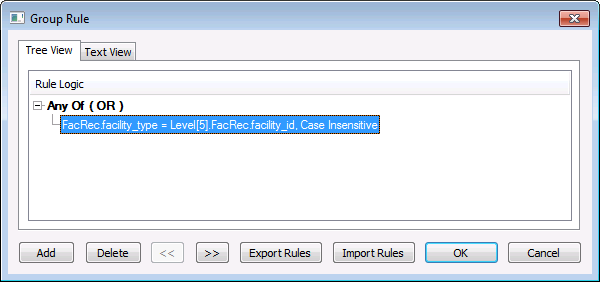 Group Rule
Tree View Text View
Rule Logic
Any Of ( OR )
FacRec.facility_type = Level[5].FacRec.facility_id, Case Insensitive
Add Delete << >> Export Rules Import Rules OK Cancel